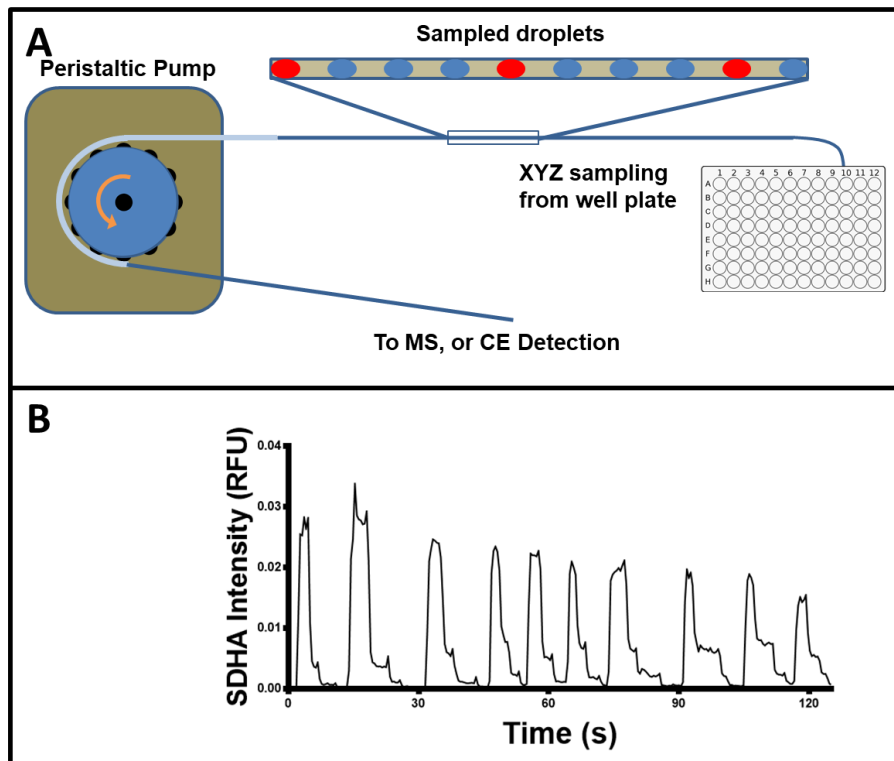 A
Sampled droplets
Peristaltic Pump
XYZ sampling
from well plate
1 2 3 4 5 6 7 8 9 10 11 12
A
B
C
D
E
F
G
H
To MS, or CE Detection
B
SDHA Intensity (RFU)
0.04
0.03
0.02
0.01
0.00
0 30 60 90 120
Time (s)